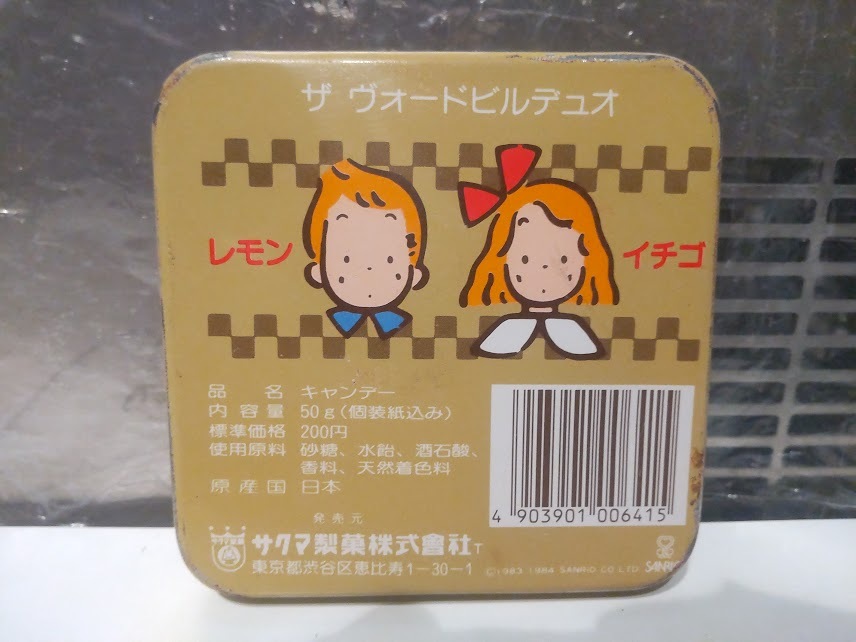 ザ ヴォードビルデュオ
レモン
イチゴ
品名 キャンデー
内容量 50g(個装紙込み)
標準価格 200円
使用原料 砂糖、水飴、酒石酸、
香料、天然着色料
原産国 日本
発売元
サクマ製菓株式會社T
東京都渋谷区恵比寿1-30-1
©1983, 1984 SANRIO CO., LTD.
SANRIO
4 903901 006415